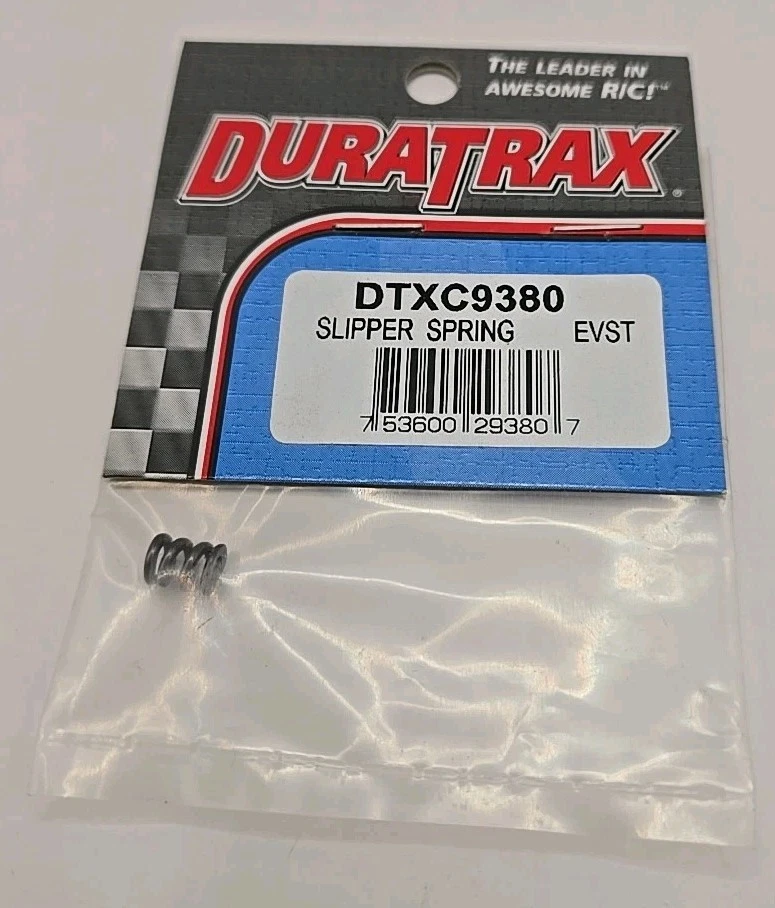 THE LEADER IN
AWESOME R/C!™
DURATRAX®
DTXC9380
SLIPPER SPRING EVST
7 53600 29380 7